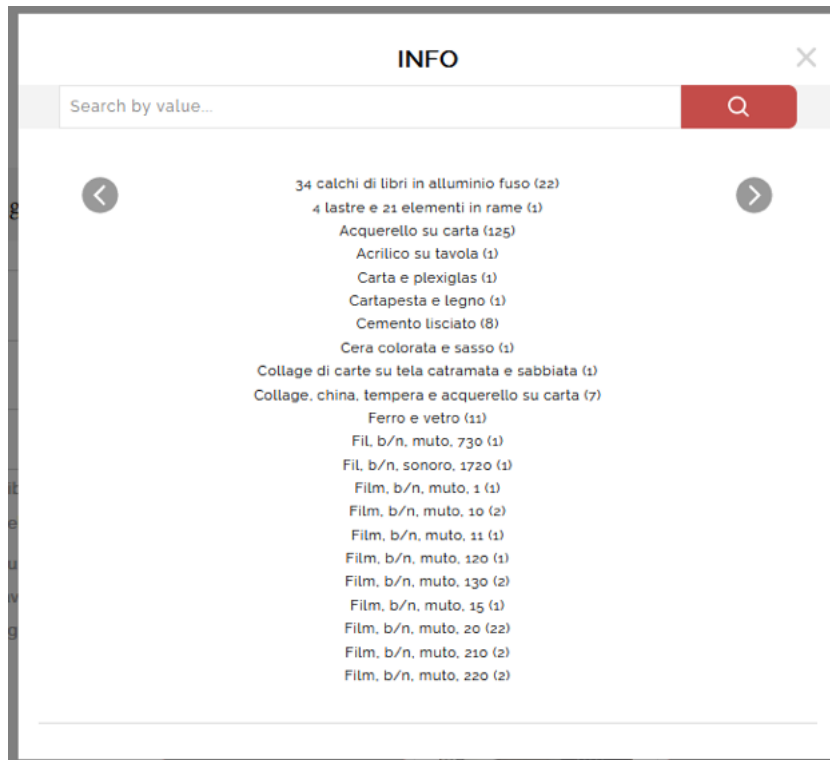 INFO
Search by value...
34 calchi di libri in alluminio fuso (22)
4 lastre e 21 elementi in rame (1)
Acquerello su carta (125)
Acrilico su tavola (1)
Carta e plexiglas (1)
Cartapesta e legno (1)
Cemento lisciato (8)
Cera colorata e sasso (1)
Collage di carte su tela catramata e sabbiata (1)
Collage, china, tempera e acquerello su carta (7)
Ferro e vetro (11)
Fil, b/n, muto, 730 (1)
Fil, b/n, sonoro, 1720 (1)
Film, b/n, muto, 1 (1)
Film, b/n, muto, 10 (2)
Film, b/n, muto, 11 (1)
Film, b/n, muto, 120 (1)
Film, b/n, muto, 130 (2)
Film, b/n, muto, 15 (1)
Film, b/n, muto, 20 (22)
Film, b/n, muto, 210 (2)
Film, b/n, muto, 220 (2)